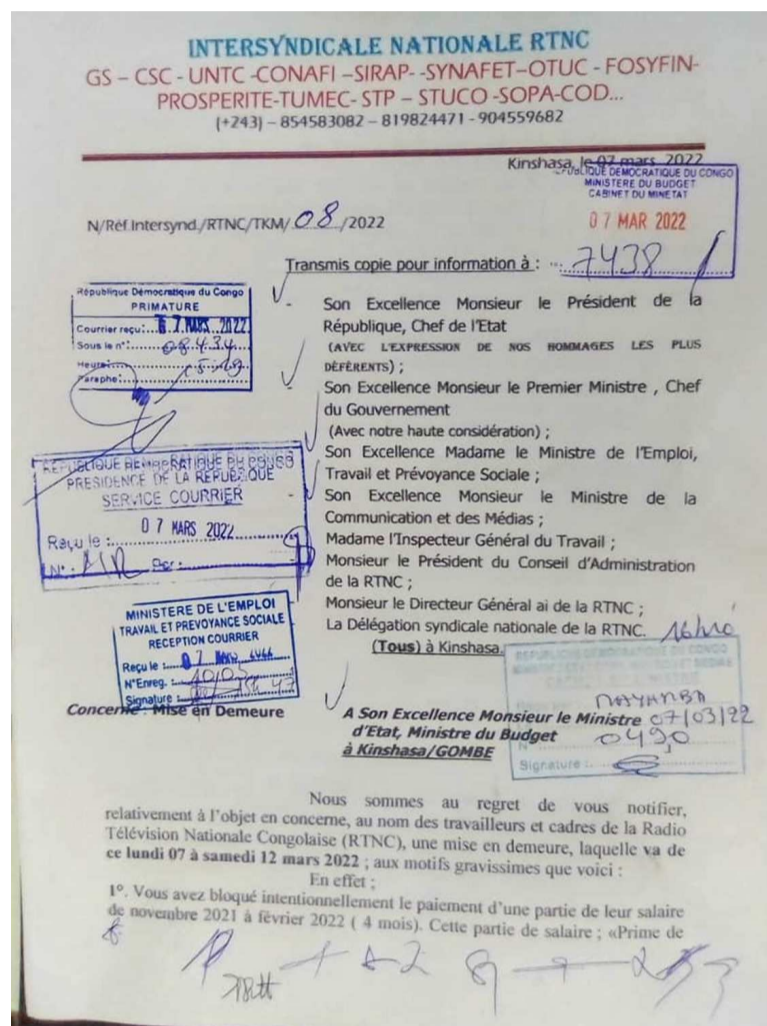 INTERSYNDICALE NATIONALE RTNC
GS – CSC - UNTC -CONAFI –SIRAP- -SYNAFET–OTUC - FOSYFIN-
PROSPERITE-TUMEC- STP – STUCO -SOPA-COD...
(+243) – 854583082 – 819824471 - 904559682
Kinshasa, le 07 mars 2022
REPUBLIQUE DEMOCRATIQUE DU CONGO
MINISTERE DU BUDGET
CABINET DU MINETAT
07 MAR 2022
7438
N/Réf.Intersynd./RTNC/TKM/ 08 /2022
Transmis copie pour information à :
République Démocratique du Congo
PRIMATURE
Courrier reçu: 07 MARS 2022
Sous le n°:
Heure:
Paraphe:
- Son Excellence Monsieur le Président de la
République, Chef de l'Etat
(AVEC L'EXPRESSION DE NOS HOMMAGES LES PLUS
DÉFÉRENTS) ;
Son Excellence Monsieur le Premier Ministre , Chef
du Gouvernement
(Avec notre haute considération) ;
Son Excellence Madame le Ministre de l'Emploi,
Travail et Prévoyance Sociale ;
- Son Excellence Monsieur le Ministre de la
Communication et des Médias ;
Madame l'Inspecteur Général du Travail ;
Monsieur le Président du Conseil d'Administration
de la RTNC ;
Monsieur le Directeur Général ai de la RTNC ;
La Délégation syndicale nationale de la RTNC.
(Tous) à Kinshasa.
REPUBLIQUE DEMOCRATIQUE DU CONGO
PRESIDENCE DE LA REPUBLIQUE
SERVICE COURRIER
Reçu le : 07 MARS 2022
N° : Par :
MINISTERE DE L'EMPLOI
TRAVAIL ET PREVOYANCE SOCIALE
RECEPTION COURRIER
Reçu le : 07 MARS 2022
N°Enreg. :
Signature :
REPUBLIQUE DEMOCRATIQUE DU CONGO
07/03/22
N° 0490
Signature :
Concerne : Mise en Demeure
A Son Excellence Monsieur le Ministre
d'Etat, Ministre du Budget
à Kinshasa/GOMBE
Nous sommes au regret de vous notifier,
relativement à l'objet en concerne, au nom des travailleurs et cadres de la Radio
Télévision Nationale Congolaise (RTNC), une mise en demeure, laquelle va de
ce lundi 07 à samedi 12 mars 2022 ; aux motifs gravissimes que voici :
En effet ;
1°. Vous avez bloqué intentionnellement le paiement d'une partie de leur salaire
de novembre 2021 à février 2022 ( 4 mois). Cette partie de salaire ; «Prime de